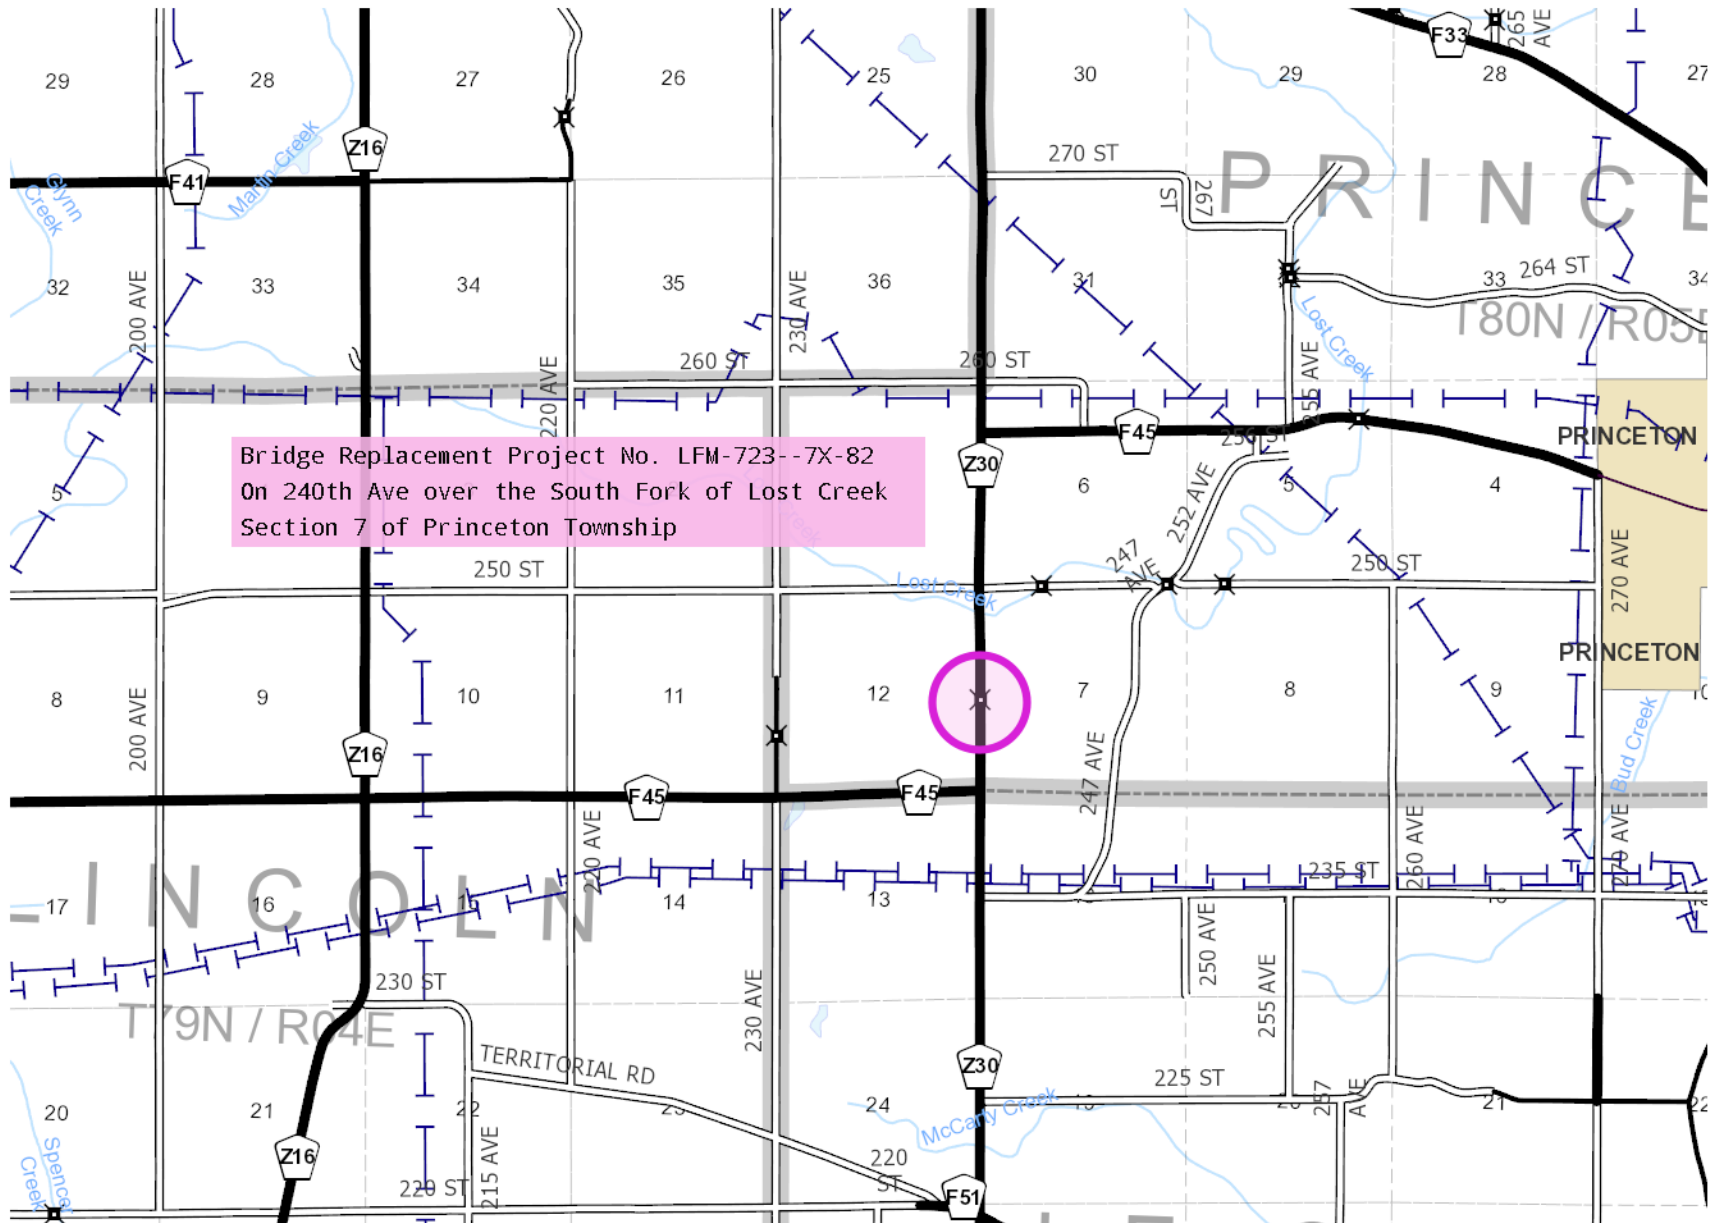 29
28
27
26
25
30
29
28
27
F33
265
AVE
Z16
F41
Martin Creek
Glynn
Creek
270 ST
267
ST
PRINCE
32
33
34
35
36
31
33
34
264 ST
200 AVE
230 AVE
Lost Creek
T80N / R05E
260 ST
260 ST
220 AVE
255 AVE
F45
256 ST
PRINCETON
Bridge Replacement Project No. LFM-723--7X-82
On 240th Ave over the South Fork of Lost Creek
Section 7 of Princeton Township
Z30
5
6
5
4
252 AVE
247
AVE
250 ST
250 ST
Lost Creek
270 AVE
PRINCETON
8
9
10
11
12
7
8
9
10
200 AVE
Z16
247 AVE
Bud Creek
F45
F45
220 AVE
260 AVE
270 AVE
235 ST
LINCOLN
17
16
15
14
13
250 AVE
255 AVE
230 ST
230 AVE
T79N / R04E
TERRITORIAL RD
Z30
225 ST
257
AVE
20
21
22
23
24
21
22
McCarty Creek
Spencer
Creek
Z16
215 AVE
220 ST
220
ST
F51